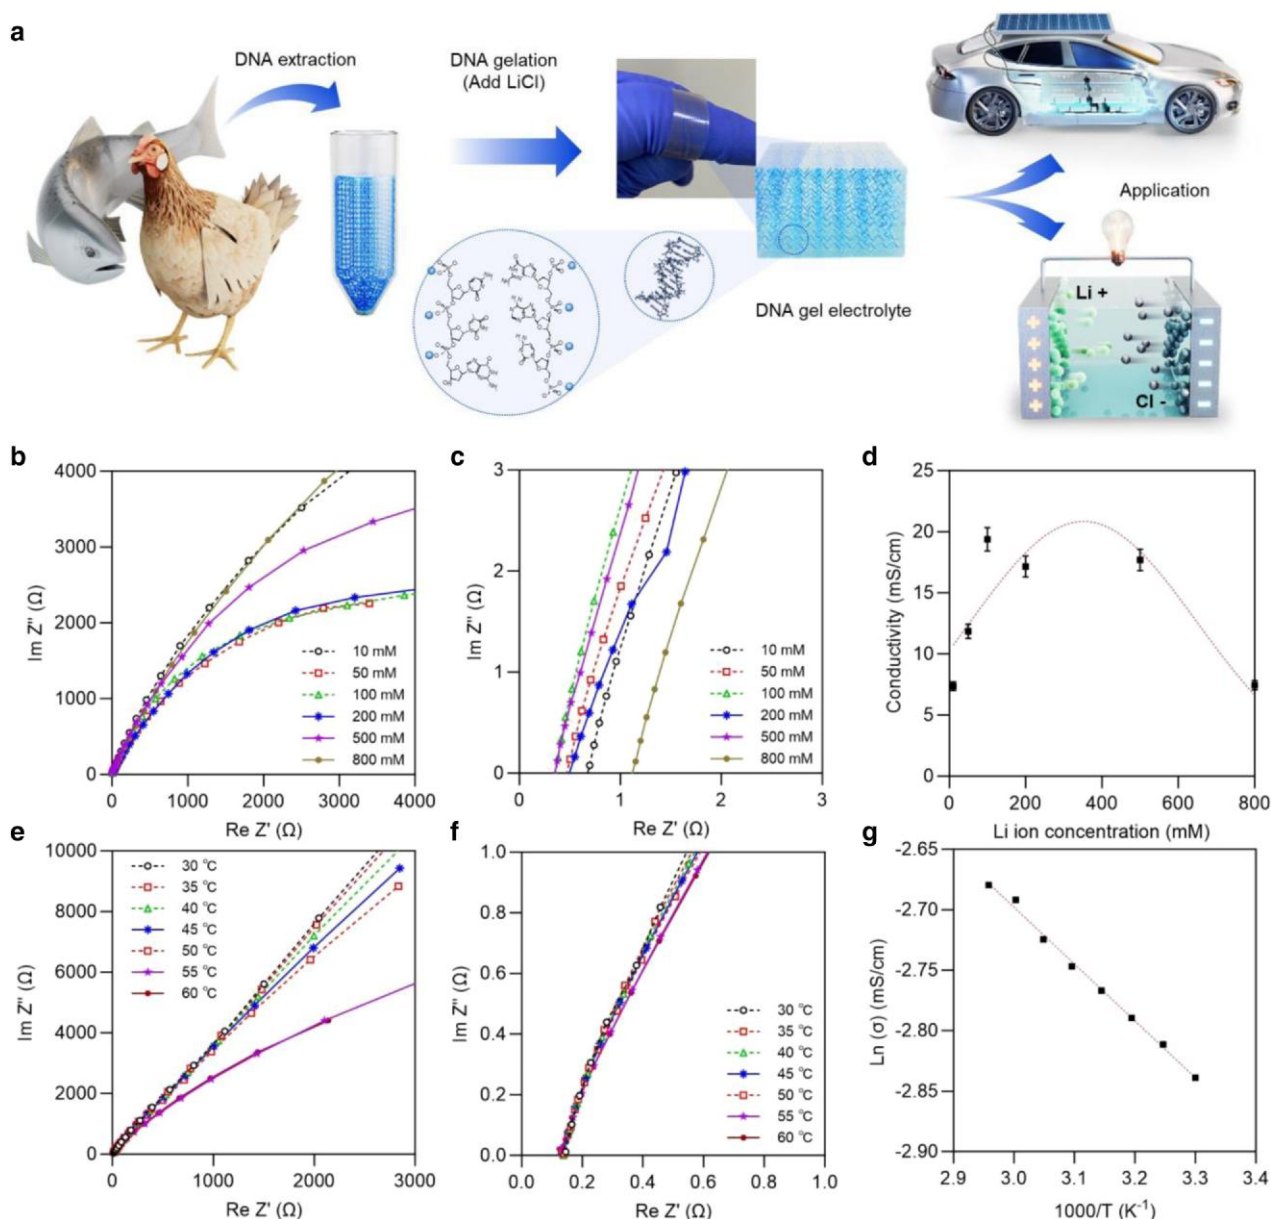 a
DNA extraction
DNA gelation
(Add LiCl)
Application
DNA gel electrolyte
Li +
Cl -
b
4000
3000
2000
1000
0
0
1000
2000
3000
4000
Im Z'' (Ω)
Re Z' (Ω)
10 mM
50 mM
100 mM
200 mM
500 mM
800 mM
c
3
2
1
0
0
1
2
3
Im Z'' (Ω)
Re Z' (Ω)
10 mM
50 mM
100 mM
200 mM
500 mM
800 mM
d
25
20
15
10
5
0
0
200
400
600
800
Conductivity (mS/cm)
Li ion concentration (mM)
e
10000
8000
6000
4000
2000
0
0
1000
2000
3000
Im Z'' (Ω)
Re Z' (Ω)
30 °C
35 °C
40 °C
45 °C
50 °C
55 °C
60 °C
f
1.0
0.8
0.6
0.4
0.2
0.0
0.0
0.2
0.4
0.6
0.8
1.0
Im Z'' (Ω)
Re Z' (Ω)
30 °C
35 °C
40 °C
45 °C
50 °C
55 °C
60 °C
g
-2.65
-2.70
-2.75
-2.80
-2.85
-2.90
2.9
3.0
3.1
3.2
3.3
3.4
Ln (σ) (mS/cm)
1000/T (K⁻¹)